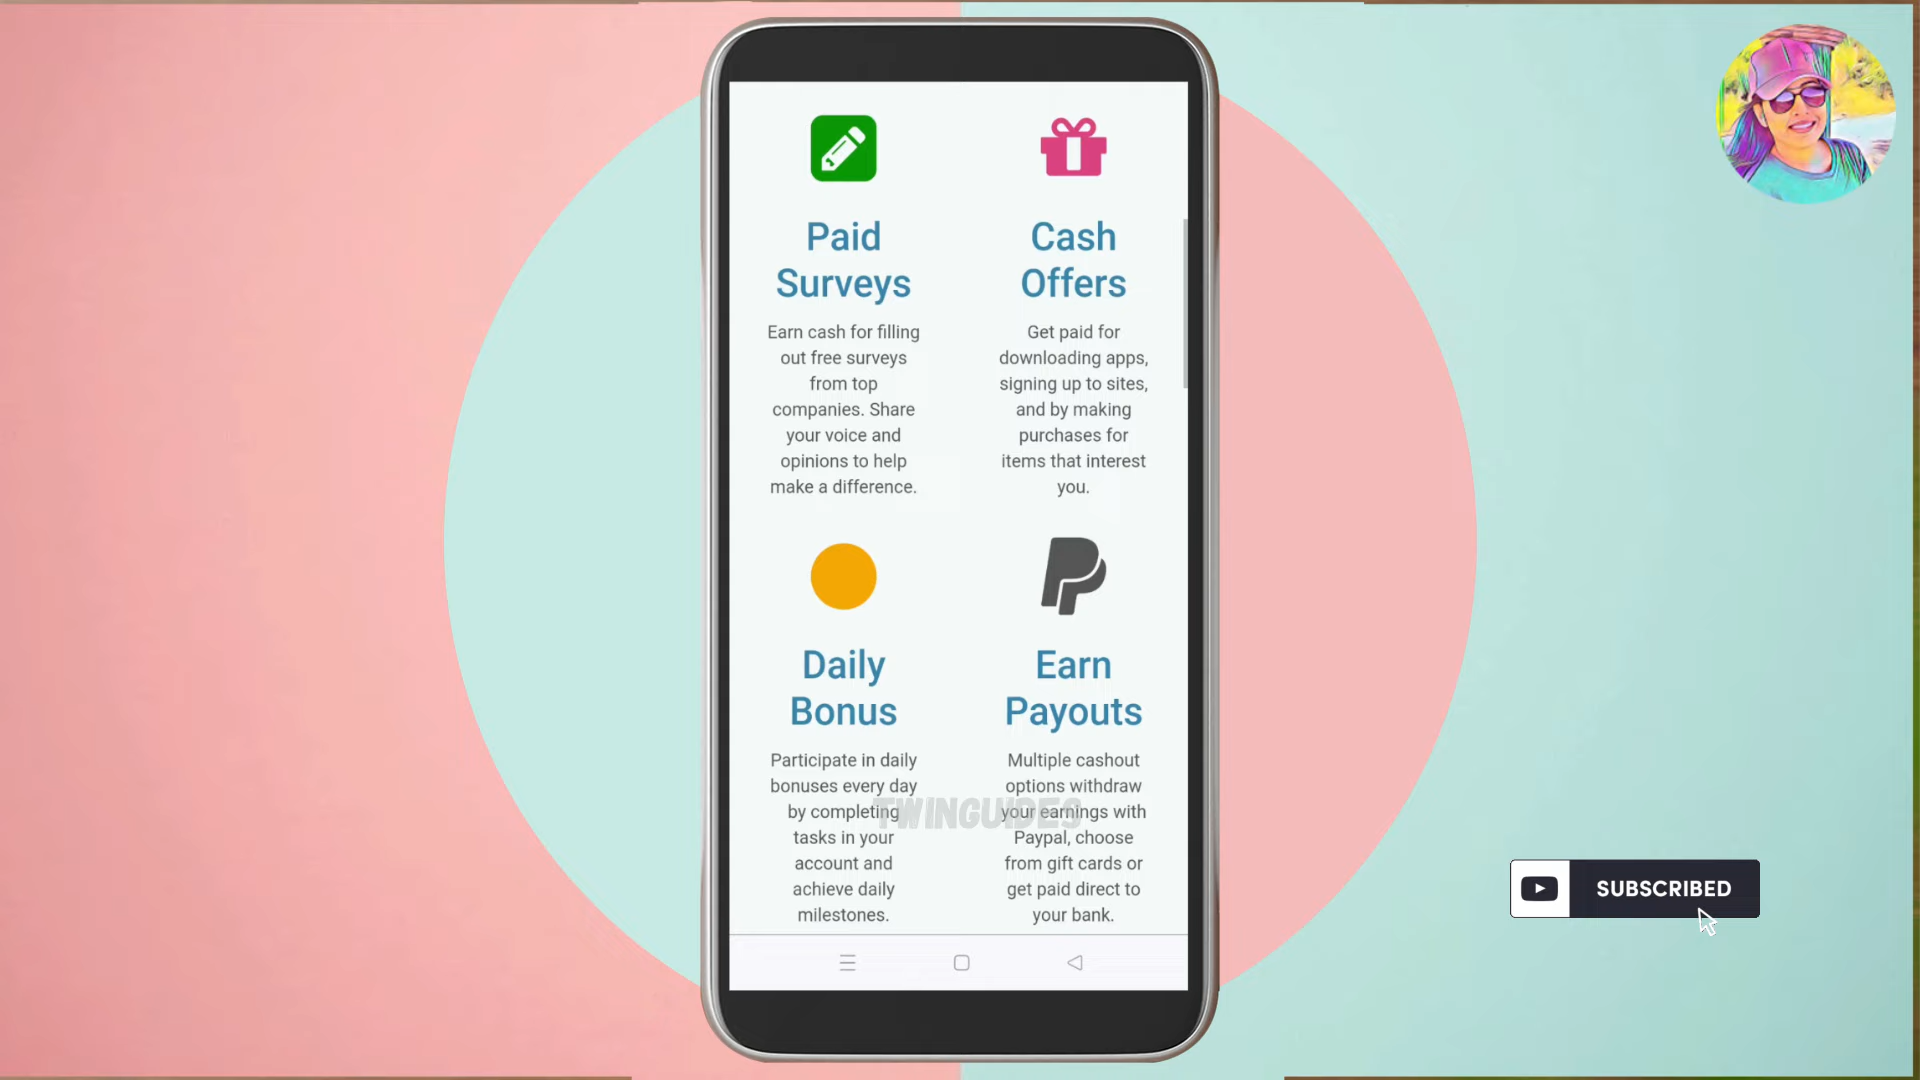 Paid
Surveys
Earn cash for filling
out free surveys
from top
companies. Share
your voice and
opinions to help
make a difference.
Cash
Offers
Get paid for
downloading apps,
signing up to sites,
and by making
purchases for
items that interest
you.
Daily
Bonus
Participate in daily
bonuses every day
by completing
tasks in your
account and
achieve daily
milestones.
Earn
Payouts
Multiple cashout
options withdraw
your earnings with
Paypal, choose
from gift cards or
get paid direct to
your bank.
TWINGUIDES
SUBSCRIBED